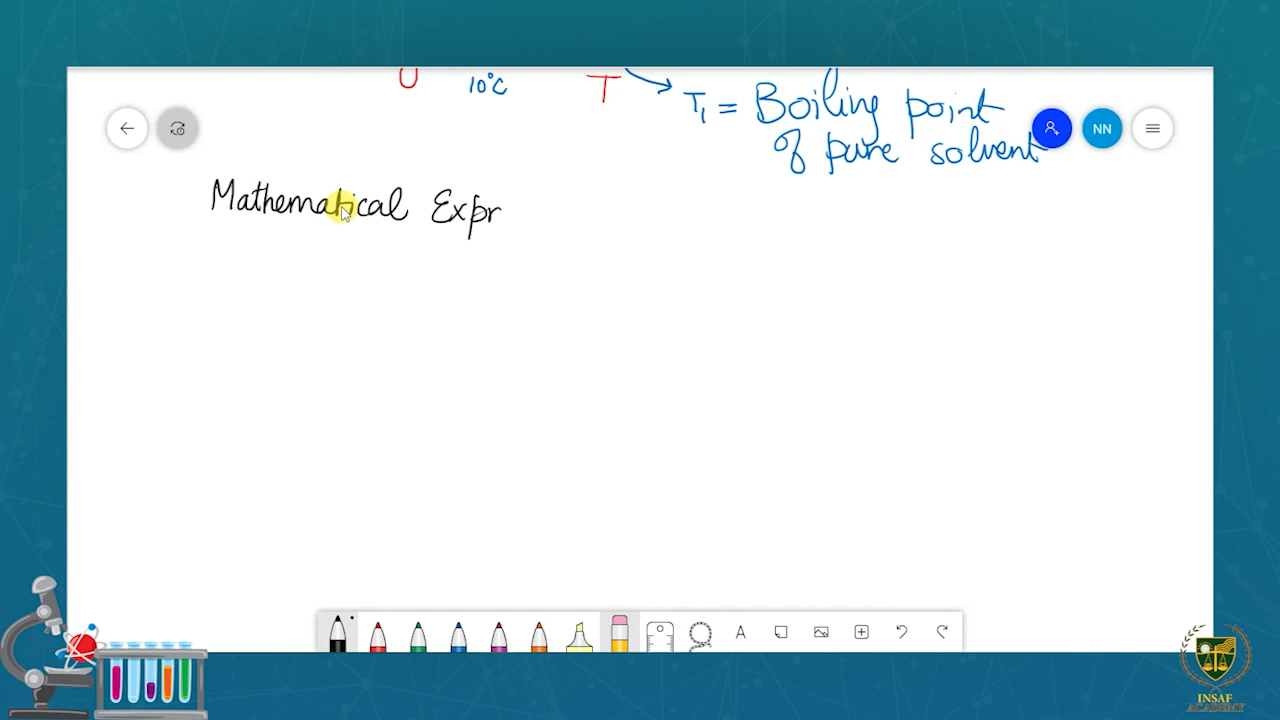 U 10°C T T₁ = Boiling point
of pure solvent
NN
Mathematical Expr
A
INSAF
ACADEMY